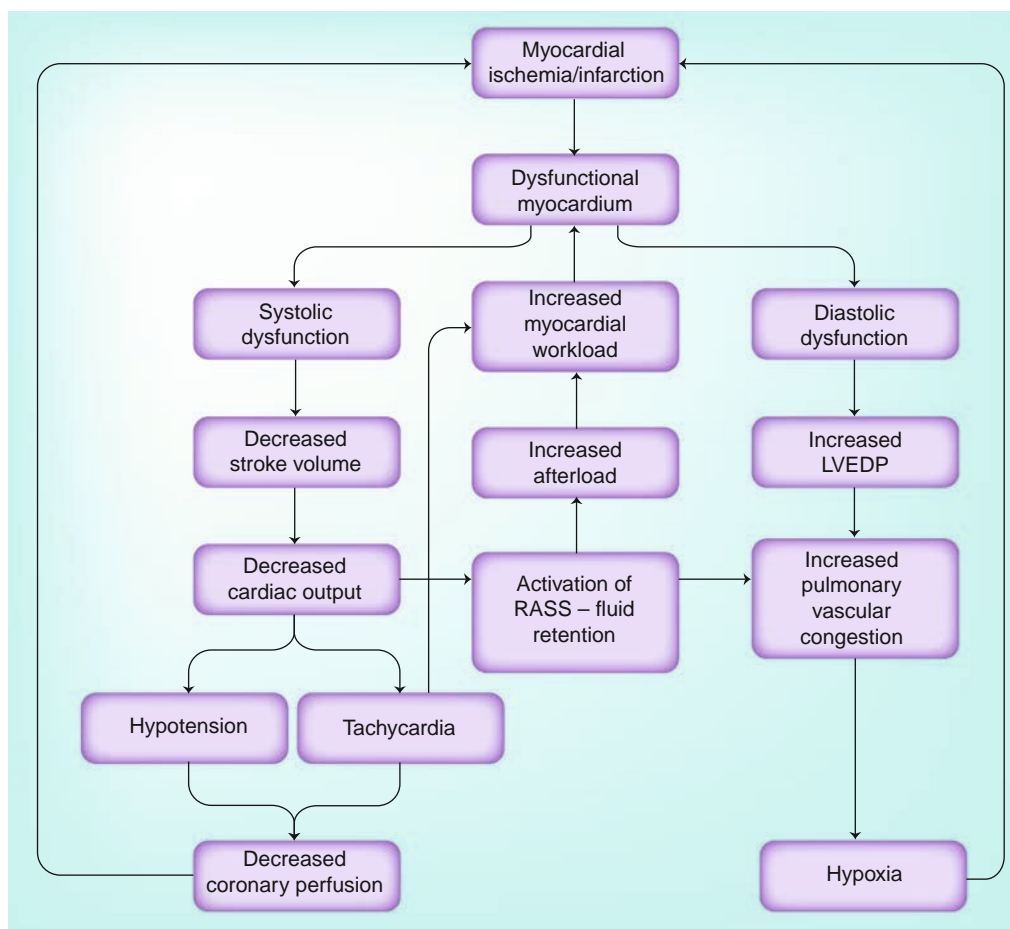 Myocardial
ischemia/infarction
Dysfunctional
myocardium
Systolic
dysfunction
Increased
myocardial
workload
Diastolic
dysfunction
Decreased
stroke volume
Increased
afterload
Increased
LVEDP
Decreased
cardiac output
Activation of
RASS – fluid
retention
Increased
pulmonary
vascular
congestion
Hypotension
Tachycardia
Decreased
coronary perfusion
Hypoxia